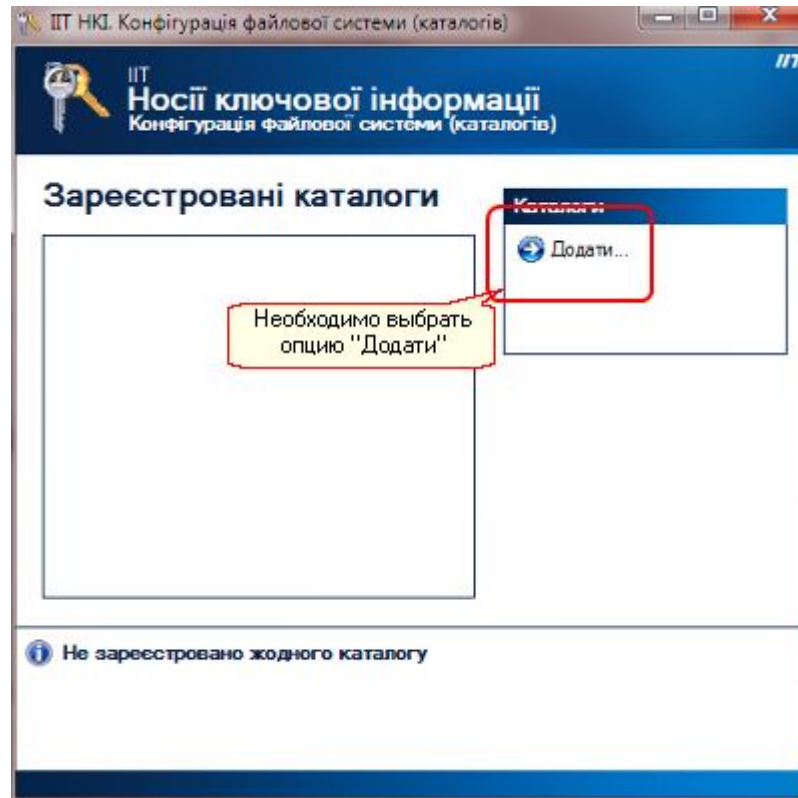 ІІТ НКІ. Конфігурація файлової системи (каталогів)
ІІТ
ІІТ
Носії ключової інформації
Конфігурація файлової системи (каталогів)
Зареєстровані каталоги
Каталоги
Додати...
Необходимо выбрать
опцию "Додати"
Не зареєстровано жодного каталогу